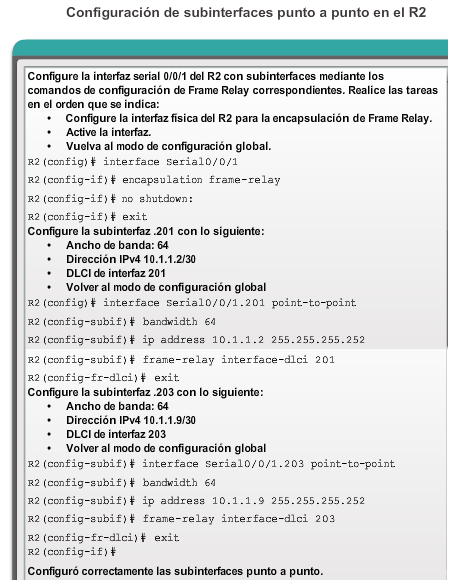 Configuración de subinterfaces punto a punto en el R2
Configure la interfaz serial 0/0/1 del R2 con subinterfaces mediante los
comandos de configuración de Frame Relay correspondientes. Realice las tareas
en el orden que se indica:
• Configure la interfaz física del R2 para la encapsulación de Frame Relay.
• Active la interfaz.
• Vuelva al modo de configuración global.
R2(config)# interface Serial0/0/1
R2(config-if)# encapsulation frame-relay
R2(config-if)# no shutdown:
R2(config-if)# exit
Configure la subinterfaz .201 con lo siguiente:
• Ancho de banda: 64
• Dirección IPv4 10.1.1.2/30
• DLCI de interfaz 201
• Volver al modo de configuración global
R2(config)# interface Serial0/0/1.201 point-to-point
R2(config-subif)# bandwidth 64
R2(config-subif)# ip address 10.1.1.2 255.255.255.252
R2(config-subif)# frame-relay interface-dlci 201
R2(config-fr-dlci)# exit
Configure la subinterfaz .203 con lo siguiente:
• Ancho de banda: 64
• Dirección IPv4 10.1.1.9/30
• DLCI de interfaz 203
• Volver al modo de configuración global
R2(config-subif)# interface Serial0/0/1.203 point-to-point
R2(config-subif)# bandwidth 64
R2(config-subif)# ip address 10.1.1.9 255.255.255.252
R2(config-subif)# frame-relay interface-dlci 203
R2(config-fr-dlci)# exit
R2(config-if)#
Configuró correctamente las subinterfaces punto a punto.